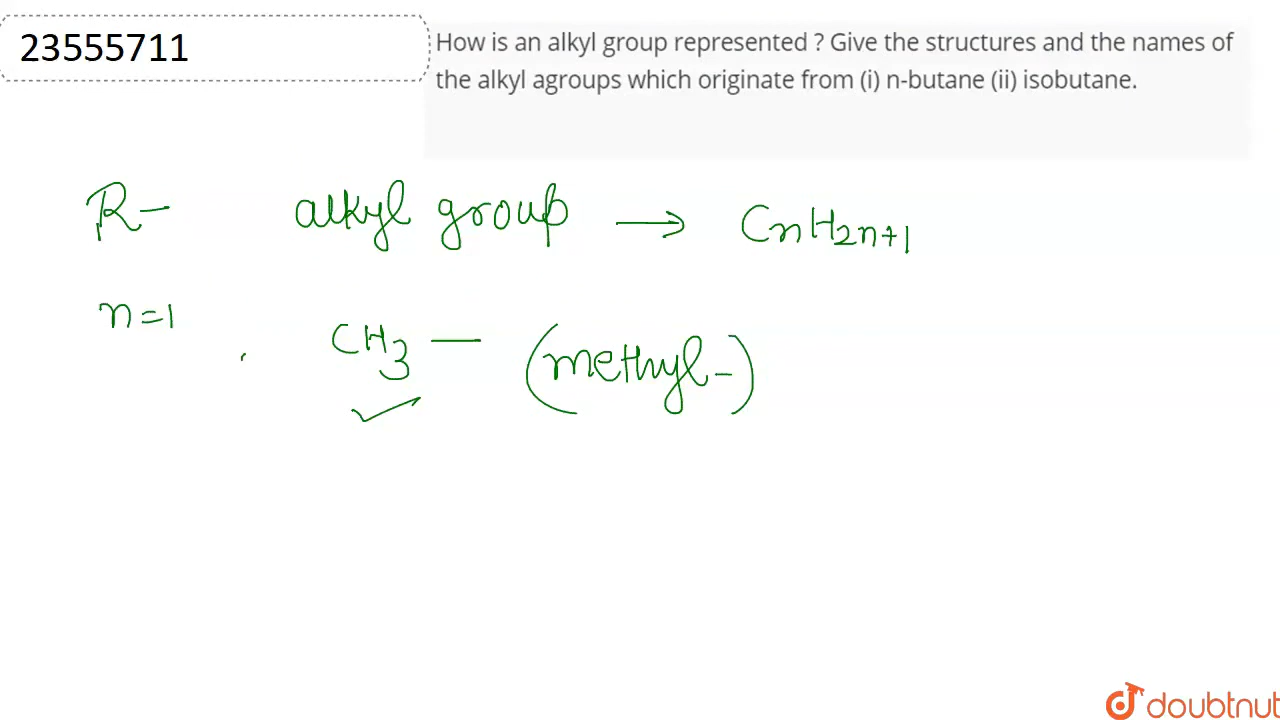 23555711
How is an alkyl group represented ? Give the structures and the names of
the alkyl agroups which originate from (i) n-butane (ii) isobutane.
R- alkyl group → CnH2n+1
n=1
CH3 — (methyl-)
doubtnut